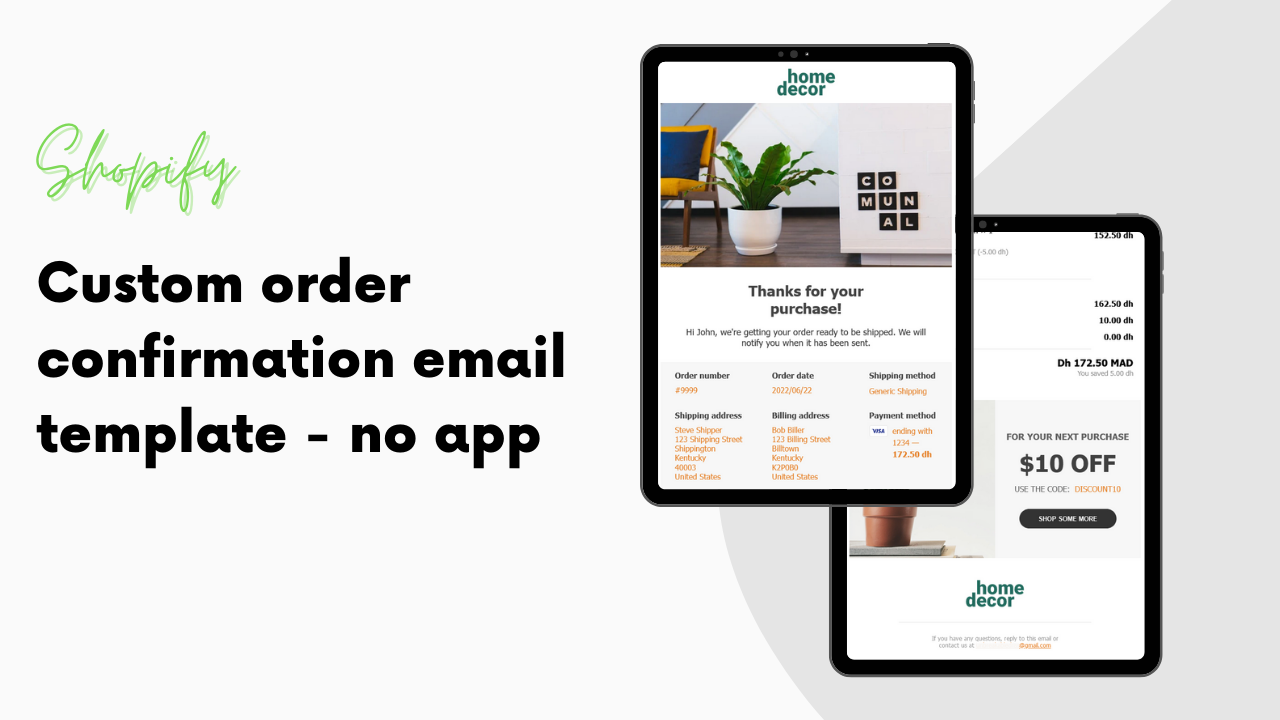 Shopify
Custom order
confirmation email
template - no app
home
decor
CO
MUN
AL
Thanks for your
purchase!
Hi John, we're getting your order ready to be shipped. We will
notify you when it has been sent.
Order number
#9999
Order date
2022/06/22
Shipping method
Generic Shipping
Shipping address
Steve Shipper
123 Shipping Street
Shippington
Kentucky
40003
United States
Billing address
Bob Biller
123 Billing Street
Billtown
Kentucky
K2P0B0
United States
Payment method
VISA ending with
1234 —
172.50 dh
152.50 dh
(-5.00 dh)
162.50 dh
10.00 dh
0.00 dh
Dh 172.50 MAD
You saved 5.00 dh
FOR YOUR NEXT PURCHASE
$10 OFF
USE THE CODE: DISCOUNT10
SHOP SOME MORE
home
decor
If you have any questions, reply to this email or
contact us at @gmail.com